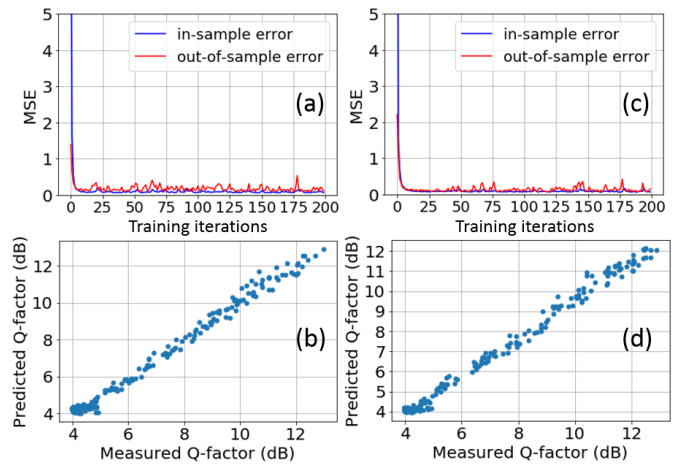 in-sample error
out-of-sample error
(a)
MSE
5
4
3
2
1
0
0 25 50 75 100 125 150 175 200
Training iterations
in-sample error
out-of-sample error
(c)
MSE
5
4
3
2
1
0
0 25 50 75 100 125 150 175 200
Training iterations
(b)
Predicted Q-factor (dB)
12
10
8
6
4
4 6 8 10 12
Measured Q-factor (dB)
(d)
Predicted Q-factor (dB)
12
11
10
9
8
7
6
5
4
4 6 8 10 12
Measured Q-factor (dB)